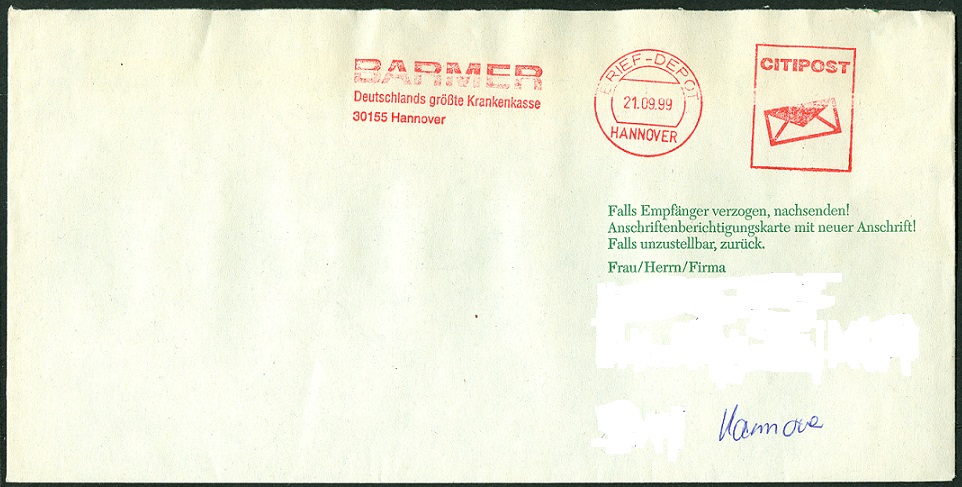 BARMER
Deutschlands größte Krankenkasse
30155 Hannover
BRIEF-DEPOT
21.09.99
HANNOVER
CITIPOST
Falls Empfänger verzogen, nachsenden!
Anschriftenberichtigungskarte mit neuer Anschrift!
Falls unzustellbar, zurück.
Frau/Herrn/Firma
Hannover